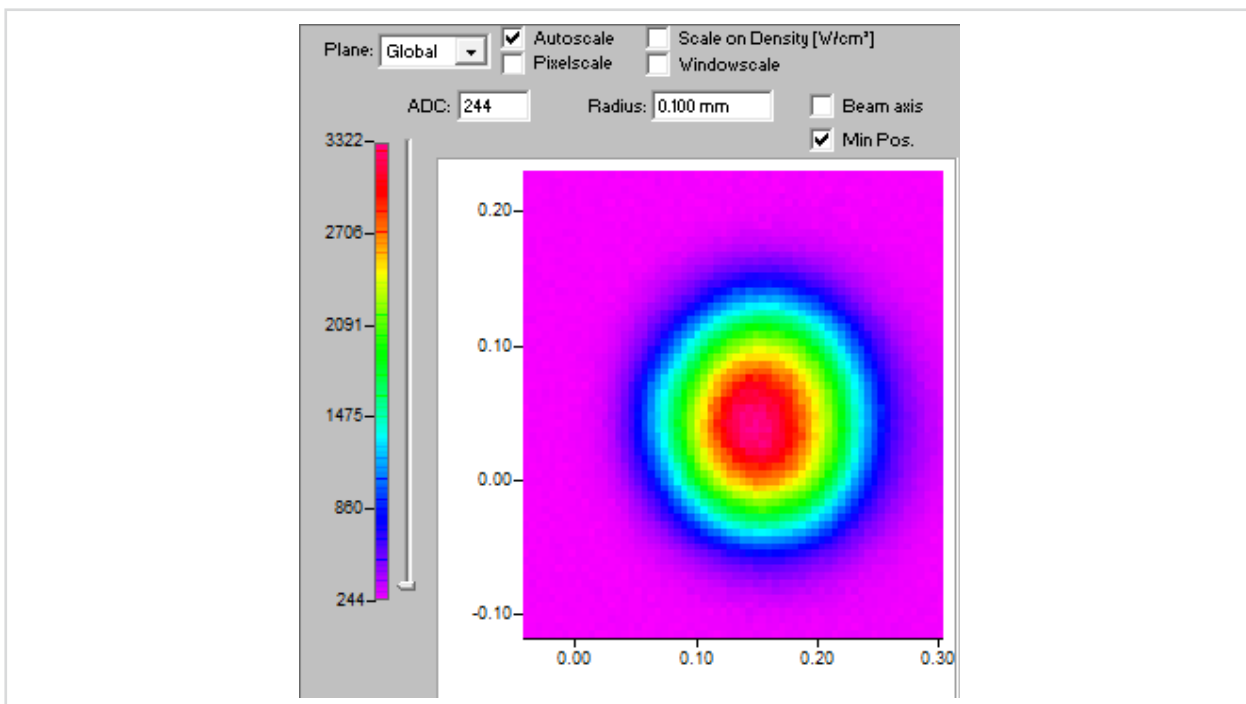 Plane: Global Autoscale Scale on Density [W/cm²]
Pixelscale Windowscale
ADC: 244 Radius: 0.100 mm Beam axis
Min Pos.
3322
2706
2091
1475
860
244
0.20
0.10
0.00
-0.10
0.00 0.10 0.20 0.30